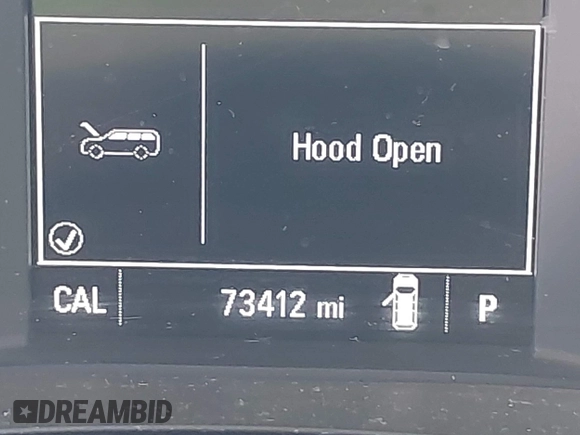 Hood Open
CAL 73412 mi P
DREAMBID